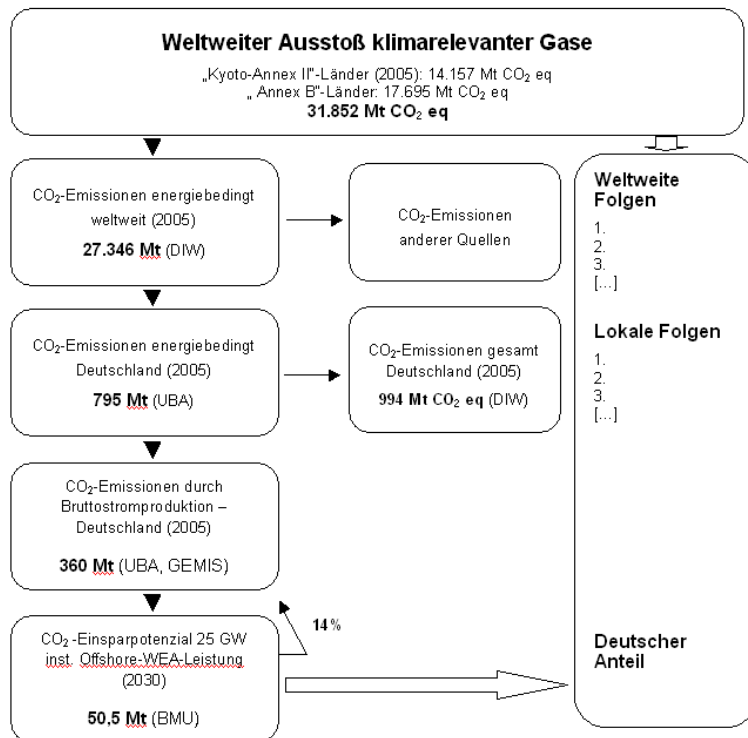 Weltweiter Ausstoß klimarelevanter Gase
„Kyoto-Annex II"-Länder (2005): 14.157 Mt CO₂ eq
„ Annex B"-Länder: 17.695 Mt CO₂ eq
31.852 Mt CO₂ eq
CO₂-Emissionen energiebedingt
weltweit (2005)
27.346 Mt (DIW)
CO₂-Emissionen
anderer Quellen
CO₂-Emissionen energiebedingt
Deutschland (2005)
795 Mt (UBA)
CO₂-Emissionen gesamt
Deutschland (2005)
994 Mt CO₂ eq (DIW)
CO₂-Emissionen durch
Bruttostromproduktion –
Deutschland (2005)
360 Mt (UBA, GEMIS)
14%
CO₂-Einsparpotenzial 25 GW
inst. Offshore-WEA-Leistung
(2030)
50,5 Mt (BMU)
Weltweite
Folgen
1.
2.
3.
[...]
Lokale Folgen
1.
2.
3.
[...]
Deutscher
Anteil